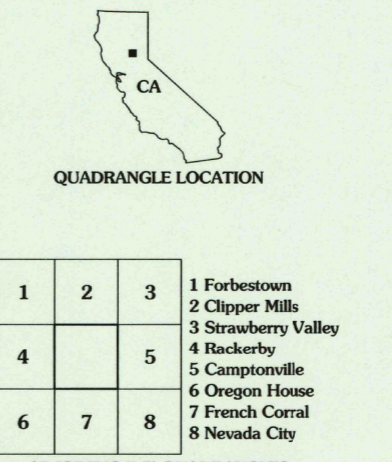 CA
QUADRANGLE LOCATION
1 2 3
4 5
6 7 8
1 Forbestown
2 Clipper Mills
3 Strawberry Valley
4 Rackerby
5 Camptonville
6 Oregon House
7 French Corral
8 Nevada City